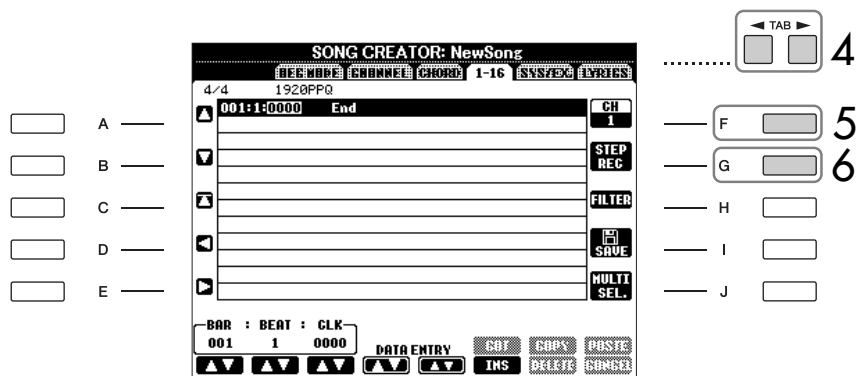 ◄ TAB ►
4
SONG CREATOR: NewSong
REC MODE CHANNEL CHORD 1-16 SYS/EX. LYRICS
4/4 1920PPQ
001:1:0000 End
CH
1
A
F
5
STEP
REC
B
G
6
FILTER
C
H
SAVE
D
I
MULTI
SEL.
E
J
BAR : BEAT : CLK
001 1 0000
DATA ENTRY
CUT COPY PASTE
INS DELETE CANCEL